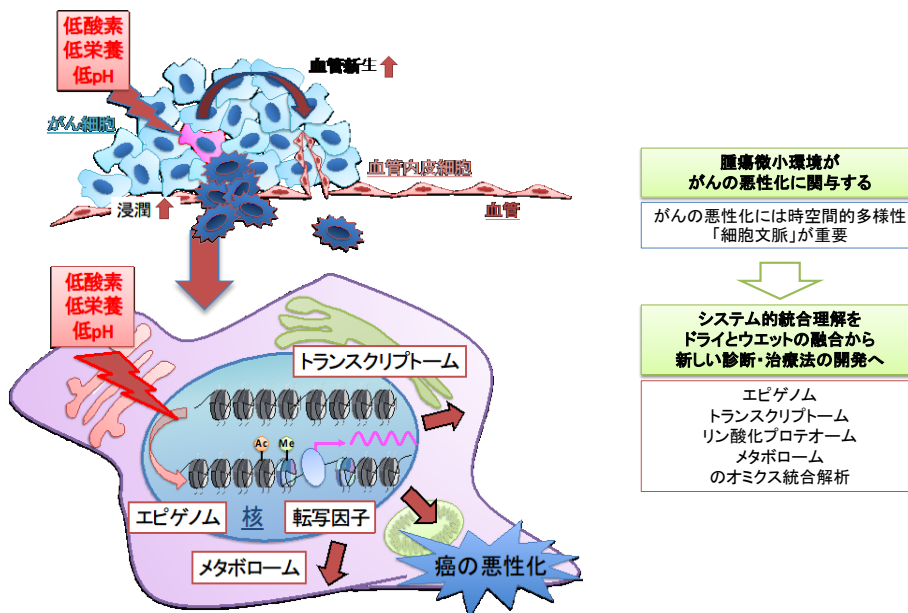 低酸素
低栄養
低pH
血管新生
がん細胞
血管内皮細胞
浸潤
血管
低酸素
低栄養
低pH
トランスクリプトーム
Ac
Me
エピゲノム
核
転写因子
メタボローム
癌の悪性化
腫瘍微小環境が
がんの悪性化に関与する
がんの悪性化には時空間的多様性
「細胞文脈」が重要
システム的統合理解を
ドライとウエットの融合から
新しい診断・治療法の開発へ
エピゲノム
トランスクリプトーム
リン酸化プロテオーム
メタボローム
のオミクス統合解析